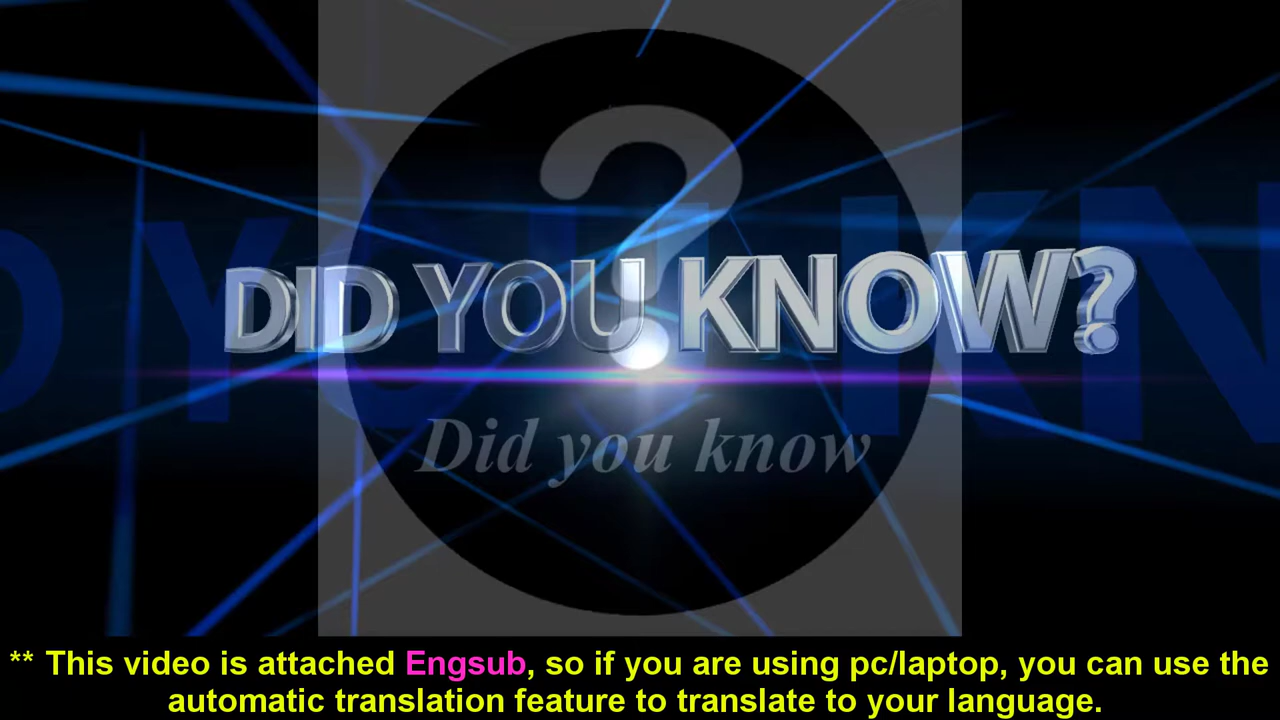 DID YOU KNOW?
Did you know
** This video is attached Engsub, so if you are using pc/laptop, you can use the
automatic translation feature to translate to your language.